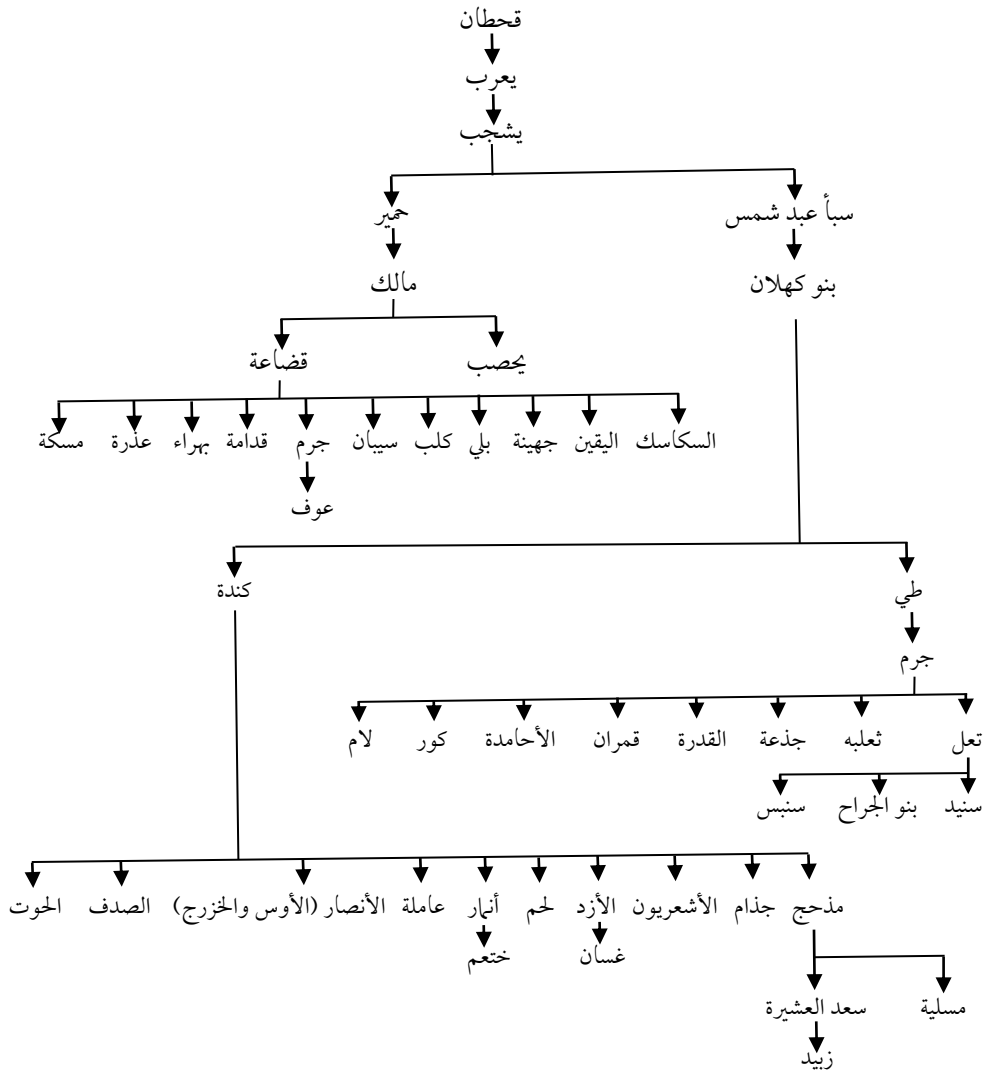 قحطان
يعرب
يشجب
سبأ عبد شمس
حمير
بنو كهلان
مالك
يحصب
قضاعة
السكاسك اليقين جهينة بلي كلب سيبان جرم قدامة بهراء عذرة مسكة
عوف
طي
كندة
جرم
تعل ثعلبه جذعة القدرة قمران الأحامدة كور لام
سنيد بنو الجراح سنبس
مذحج جذام الأشعريون الأزد لحم أنمار عاملة الأنصار (الأوس والخزرج) الصدف الحوت
غسان
ختعم
مسلية
سعد العشيرة
زبيد